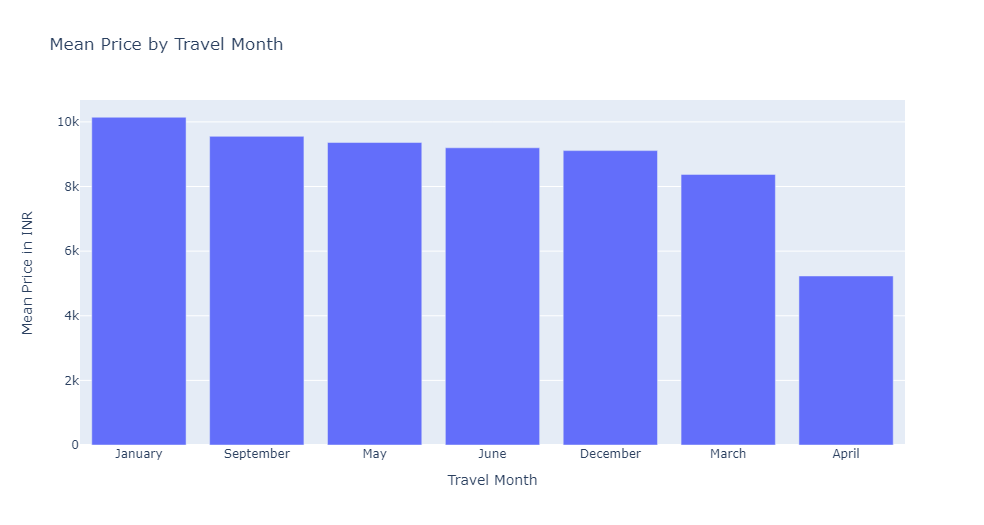 Mean Price by Travel Month
10k
8k
6k
4k
2k
0
Mean Price in INR
January September May June December March April
Travel Month